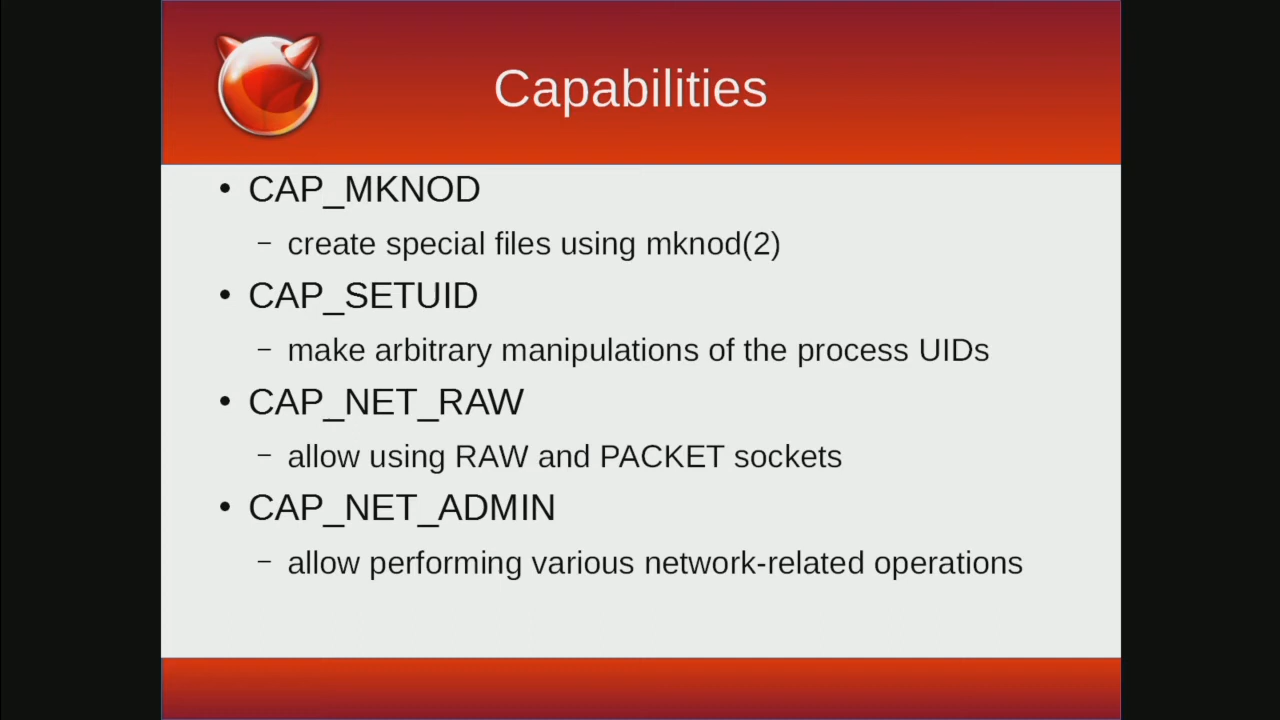 Capabilities
• CAP_MKNOD
– create special files using mknod(2)
• CAP_SETUID
– make arbitrary manipulations of the process UIDs
• CAP_NET_RAW
– allow using RAW and PACKET sockets
• CAP_NET_ADMIN
– allow performing various network-related operations